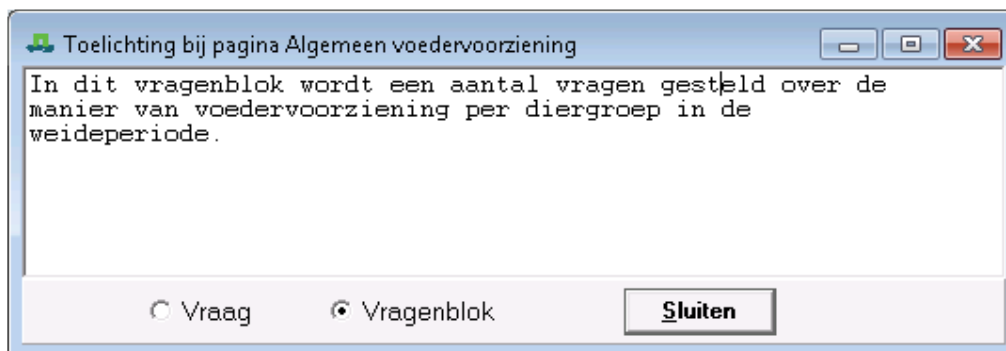 Toelichting bij pagina Algemeen voedervoorziening
In dit vragenblok wordt een aantal vragen gesteld over de
manier van voedervoorziening per diergroep in de
weideperiode.
Vraag Vragenblok Sluiten